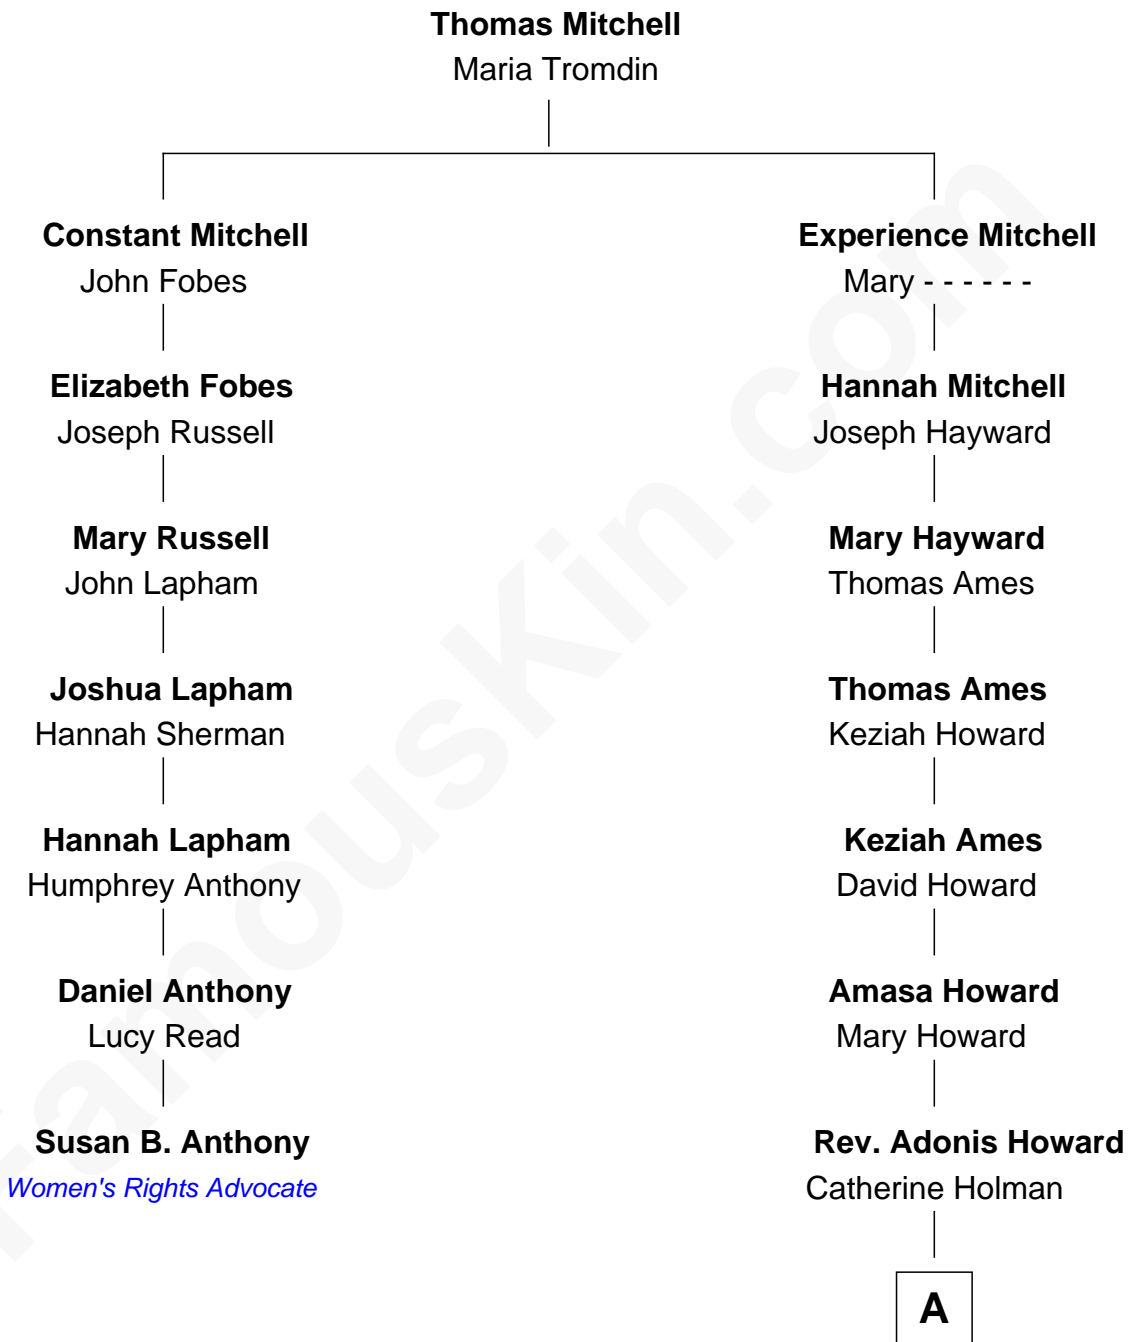 Thomas Mitchell
Maria Tromdin
Constant Mitchell
John Fobes
Experience Mitchell
Mary - - - - - -
Elizabeth Fobes
Joseph Russell
Hannah Mitchell
Joseph Hayward
Mary Russell
John Lapham
Mary Hayward
Thomas Ames
Joshua Lapham
Hannah Sherman
Thomas Ames
Keziah Howard
Hannah Lapham
Humphrey Anthony
Keziah Ames
David Howard
Daniel Anthony
Lucy Read
Amasa Howard
Mary Howard
Susan B. Anthony
Women's Rights Advocate
Rev. Adonis Howard
Catherine Holman
A
FamousKin.com